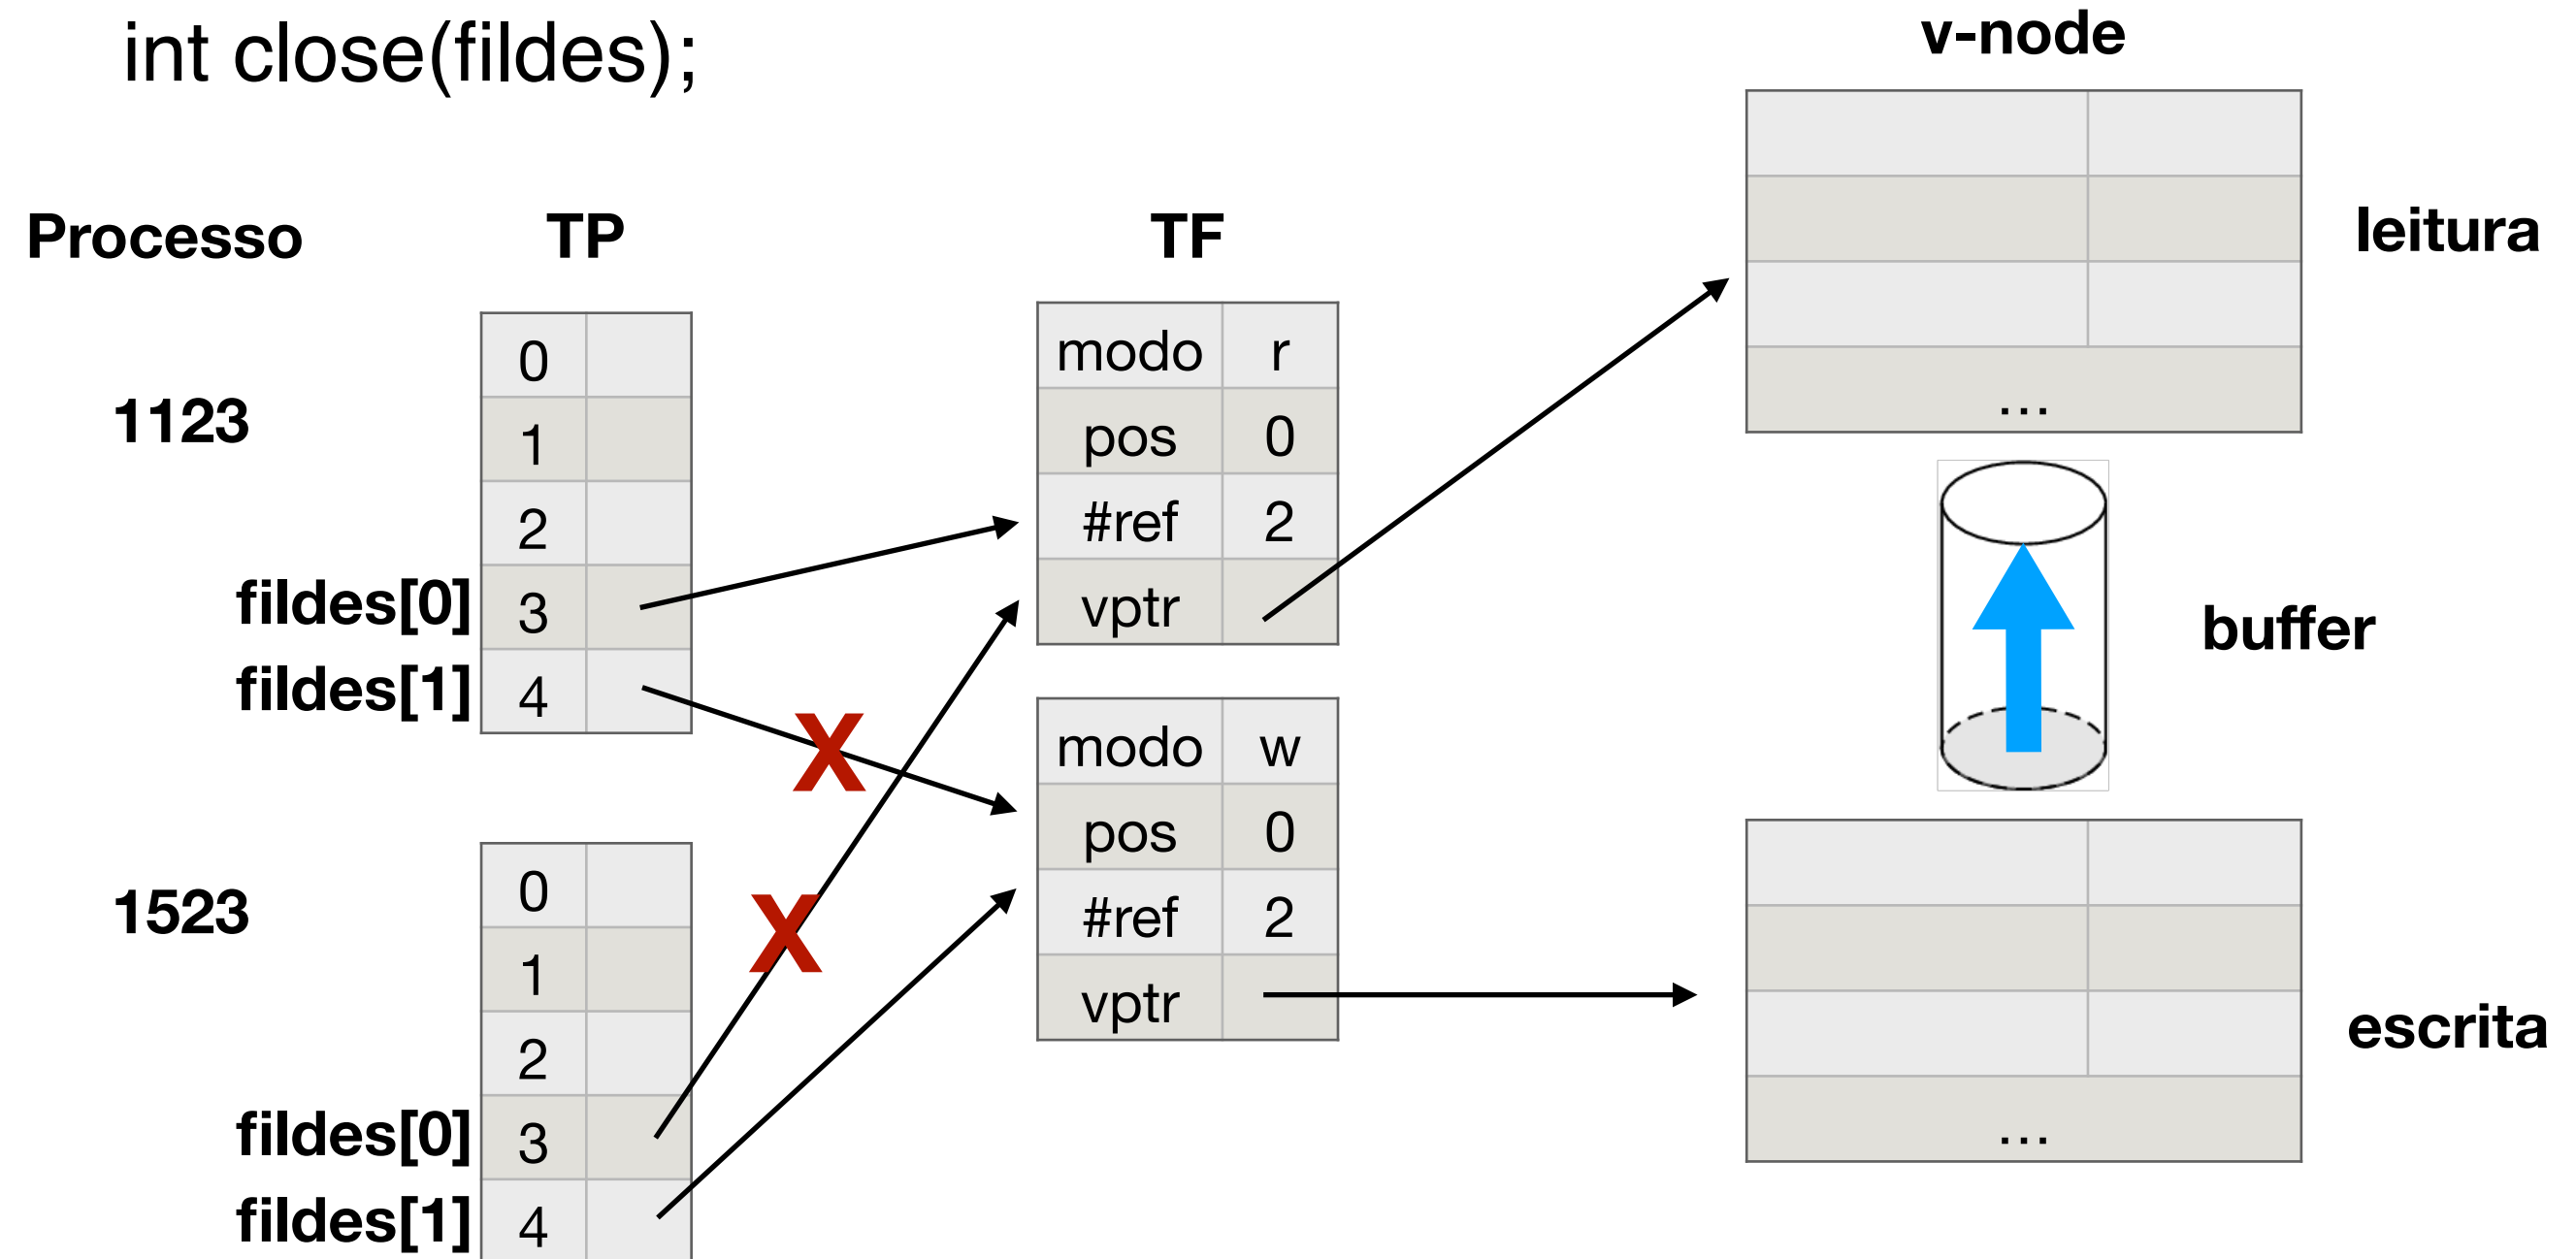 int close(fildes);
v-node
Processo TP TF
leitura
1123
0
1
2
fildes[0] 3
fildes[1] 4
modo r
pos 0
#ref 2
vptr
...
buffer
X
modo w
pos 0
#ref 2
vptr
X
1523
0
1
2
fildes[0] 3
fildes[1] 4
escrita
...